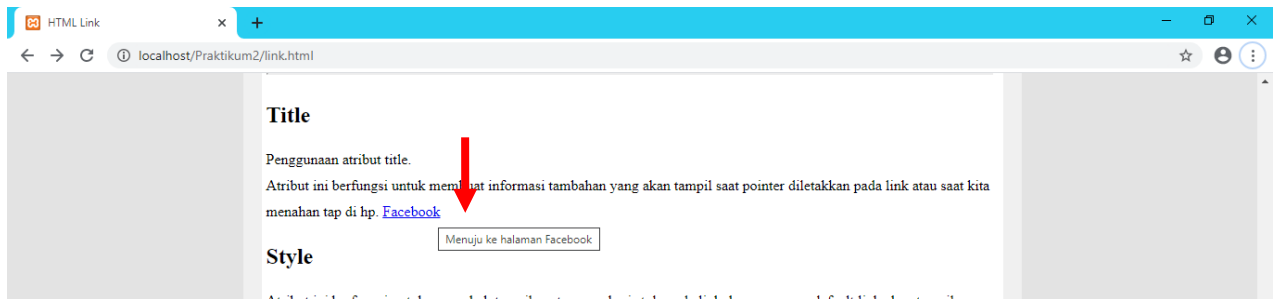 HTML Link
localhost/Praktikum2/link.html
Title
Penggunaan atribut title.
Atribut ini berfungsi untuk membuat informasi tambahan yang akan tampil saat pointer diletakkan pada link atau saat kita
menahan tap di hp. Facebook
Menuju ke halaman Facebook
Style